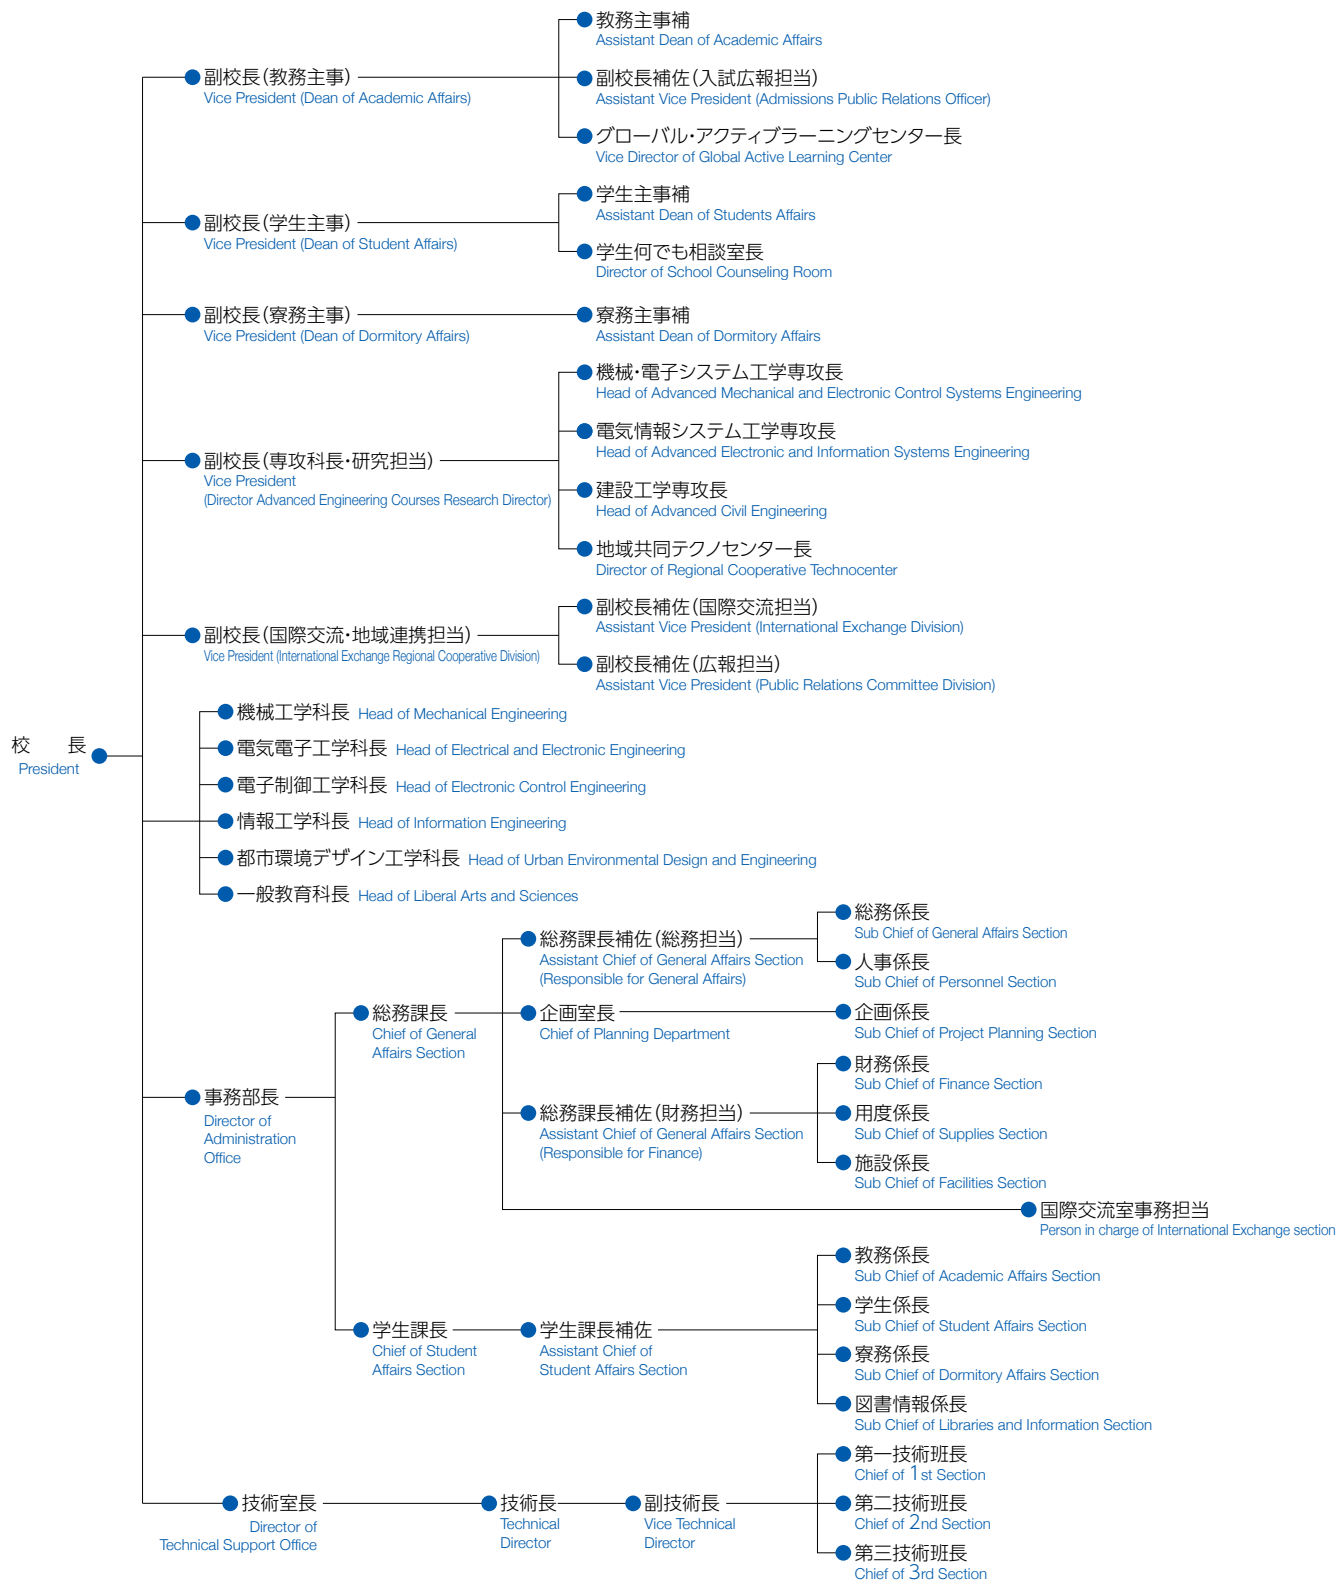 校　長
President
副校長(教務主事)
Vice President (Dean of Academic Affairs)
教務主事補
Assistant Dean of Academic Affairs
副校長補佐(入試広報担当)
Assistant Vice President (Admissions Public Relations Officer)
グローバル・アクティブラーニングセンター長
Vice Director of Global Active Learning Center
副校長(学生主事)
Vice President (Dean of Student Affairs)
学生主事補
Assistant Dean of Students Affairs
学生何でも相談室長
Director of School Counseling Room
副校長(寮務主事)
Vice President (Dean of Dormitory Affairs)
寮務主事補
Assistant Dean of Dormitory Affairs
副校長(専攻科長・研究担当)
Vice President
(Director Advanced Engineering Courses Research Director)
機械・電子システム工学専攻長
Head of Advanced Mechanical and Electronic Control Systems Engineering
電気情報システム工学専攻長
Head of Advanced Electronic and Information Systems Engineering
建設工学専攻長
Head of Advanced Civil Engineering
地域共同テクノセンター長
Director of Regional Cooperative Technocenter
副校長(国際交流・地域連携担当)
Vice President (International Exchange Regional Cooperative Division)
副校長補佐(国際交流担当)
Assistant Vice President (International Exchange Division)
副校長補佐(広報担当)
Assistant Vice President (Public Relations Committee Division)
機械工学科長 Head of Mechanical Engineering
電気電子工学科長 Head of Electrical and Electronic Engineering
電子制御工学科長 Head of Electronic Control Engineering
情報工学科長 Head of Information Engineering
都市環境デザイン工学科長 Head of Urban Environmental Design and Engineering
一般教育科長 Head of Liberal Arts and Sciences
事務部長
Director of
Administration
Office
総務課長
Chief of General
Affairs Section
総務課長補佐(総務担当)
Assistant Chief of General Affairs Section
(Responsible for General Affairs)
総務係長
Sub Chief of General Affairs Section
人事係長
Sub Chief of Personnel Section
企画室長
Chief of Planning Department
企画係長
Sub Chief of Project Planning Section
総務課長補佐(財務担当)
Assistant Chief of General Affairs Section
(Responsible for Finance)
財務係長
Sub Chief of Finance Section
用度係長
Sub Chief of Supplies Section
施設係長
Sub Chief of Facilities Section
国際交流室事務担当
Person in charge of International Exchange section
学生課長
Chief of Student
Affairs Section
学生課長補佐
Assistant Chief of
Student Affairs Section
教務係長
Sub Chief of Academic Affairs Section
学生係長
Sub Chief of Student Affairs Section
寮務係長
Sub Chief of Dormitory Affairs Section
図書情報係長
Sub Chief of Libraries and Information Section
技術室長
Director of
Technical Support Office
技術長
Technical
Director
副技術長
Vice Technical
Director
第一技術班長
Chief of 1st Section
第二技術班長
Chief of 2nd Section
第三技術班長
Chief of 3rd Section